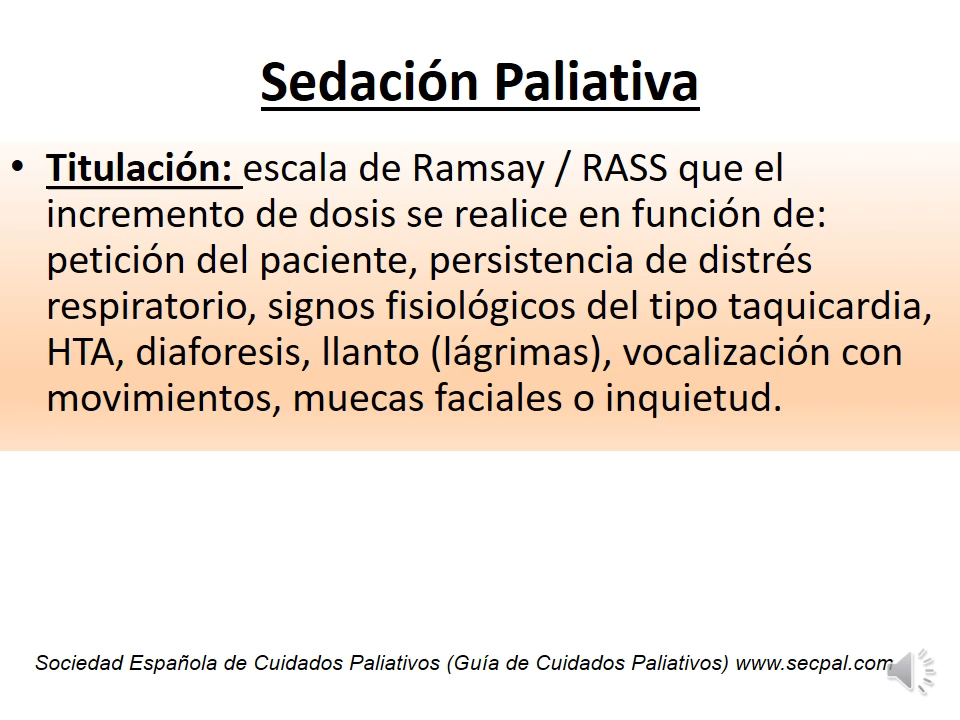 Sedación Paliativa
• Titulación: escala de Ramsay / RASS que el
incremento de dosis se realice en función de:
petición del paciente, persistencia de distrés
respiratorio, signos fisiológicos del tipo taquicardia,
HTA, diaforesis, llanto (lágrimas), vocalización con
movimientos, muecas faciales o inquietud.
Sociedad Española de Cuidados Paliativos (Guía de Cuidados Paliativos) www.secpal.com